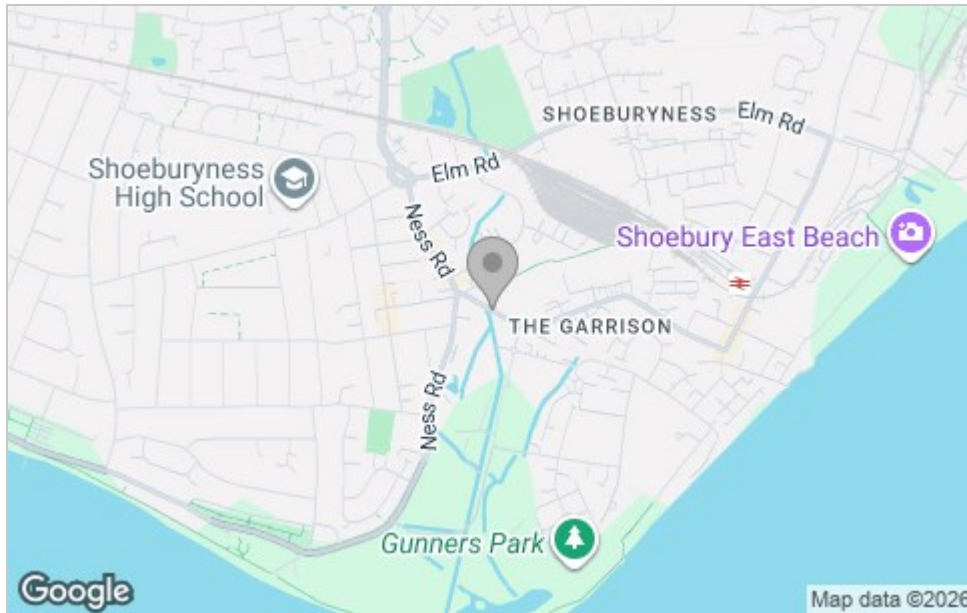 SHOEBURYNESS
Elm Rd
Shoeburyness
High School
Elm Rd
Ness Rd
Shoebury East Beach
THE GARRISON
Ness Rd
Gunners Park
Google
Map data ©2026